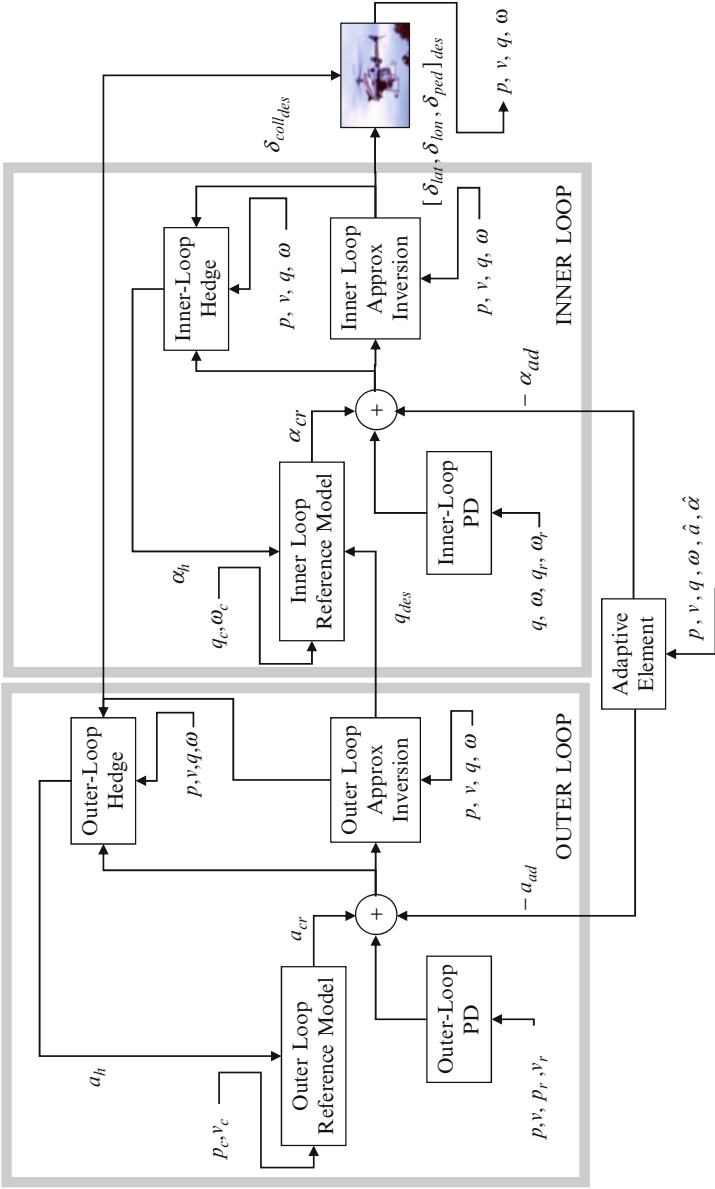 a_h
p_c, v_c
Outer Loop
Reference Model
a_cr
Outer-Loop
PD
p, v, p_r, v_r
+
− a_ad
Outer-Loop
Hedge
p, v, q, ω
Outer Loop
Approx
Inversion
p, v, q, ω
OUTER LOOP
q_des
α_h
q_c, ω_c
Inner Loop
Reference Model
α_cr
Inner-Loop
PD
q, ω, q_r, ω_r
+
− α_ad
Inner-Loop
Hedge
p, v, q, ω
Inner Loop
Approx
Inversion
p, v, q, ω
INNER LOOP
δ_coll_des
[ δ_lat , δ_lon , δ_ped ]_des
p, v, q, ω
Adaptive
Element
p, v, q, ω, â, α̂